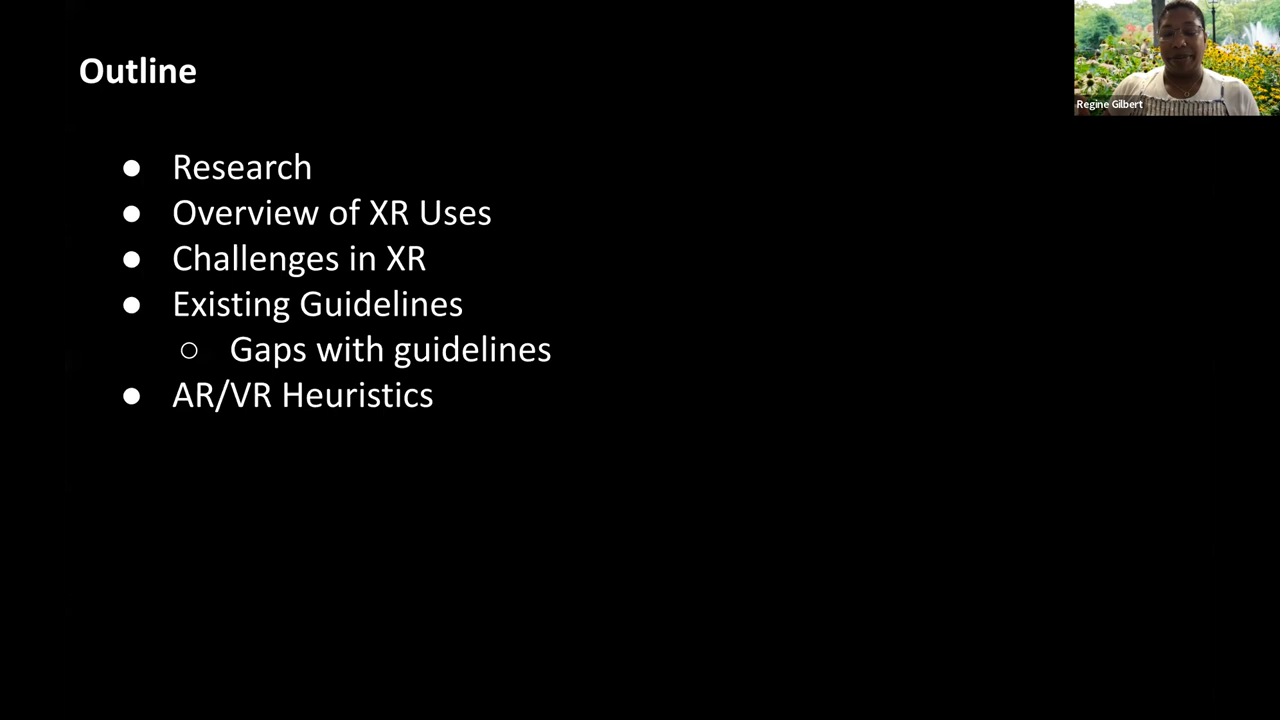 Outline
Regine Gilbert
● Research
● Overview of XR Uses
● Challenges in XR
● Existing Guidelines
○ Gaps with guidelines
● AR/VR Heuristics